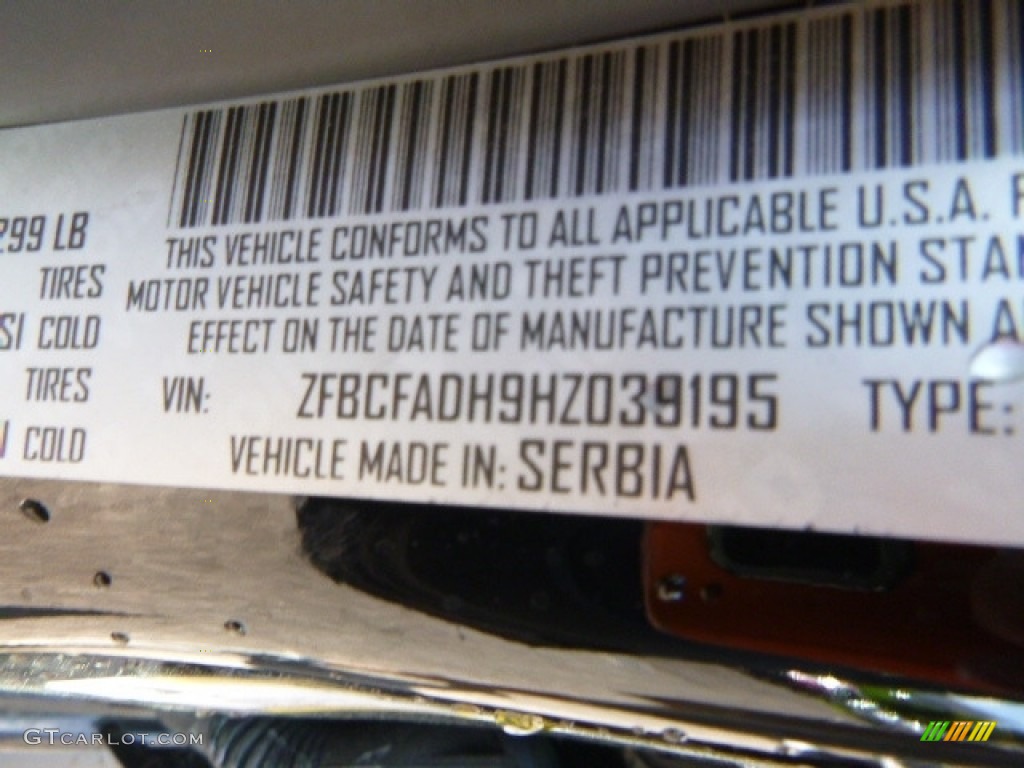 299 LB
TIRES
SI COLD
TIRES
COLD
THIS VEHICLE CONFORMS TO ALL APPLICABLE U.S.A. F
MOTOR VEHICLE SAFETY AND THEFT PREVENTION STAN
EFFECT ON THE DATE OF MANUFACTURE SHOWN A
VIN: ZFBCFADH9HZ039195 TYPE:
VEHICLE MADE IN: SERBIA
GTCARLOT.COM